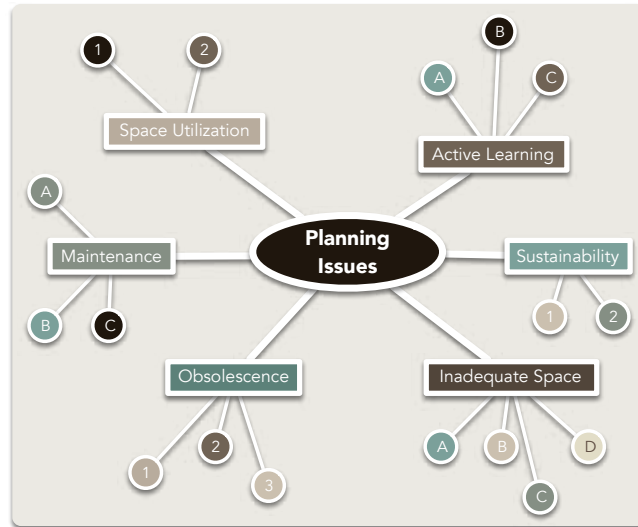 1
2
Space Utilization
B
A
C
Active Learning
Planning
Issues
A
Maintenance
B
C
Sustainability
1
2
Obsolescence
1
2
3
Inadequate Space
A
B
C
D